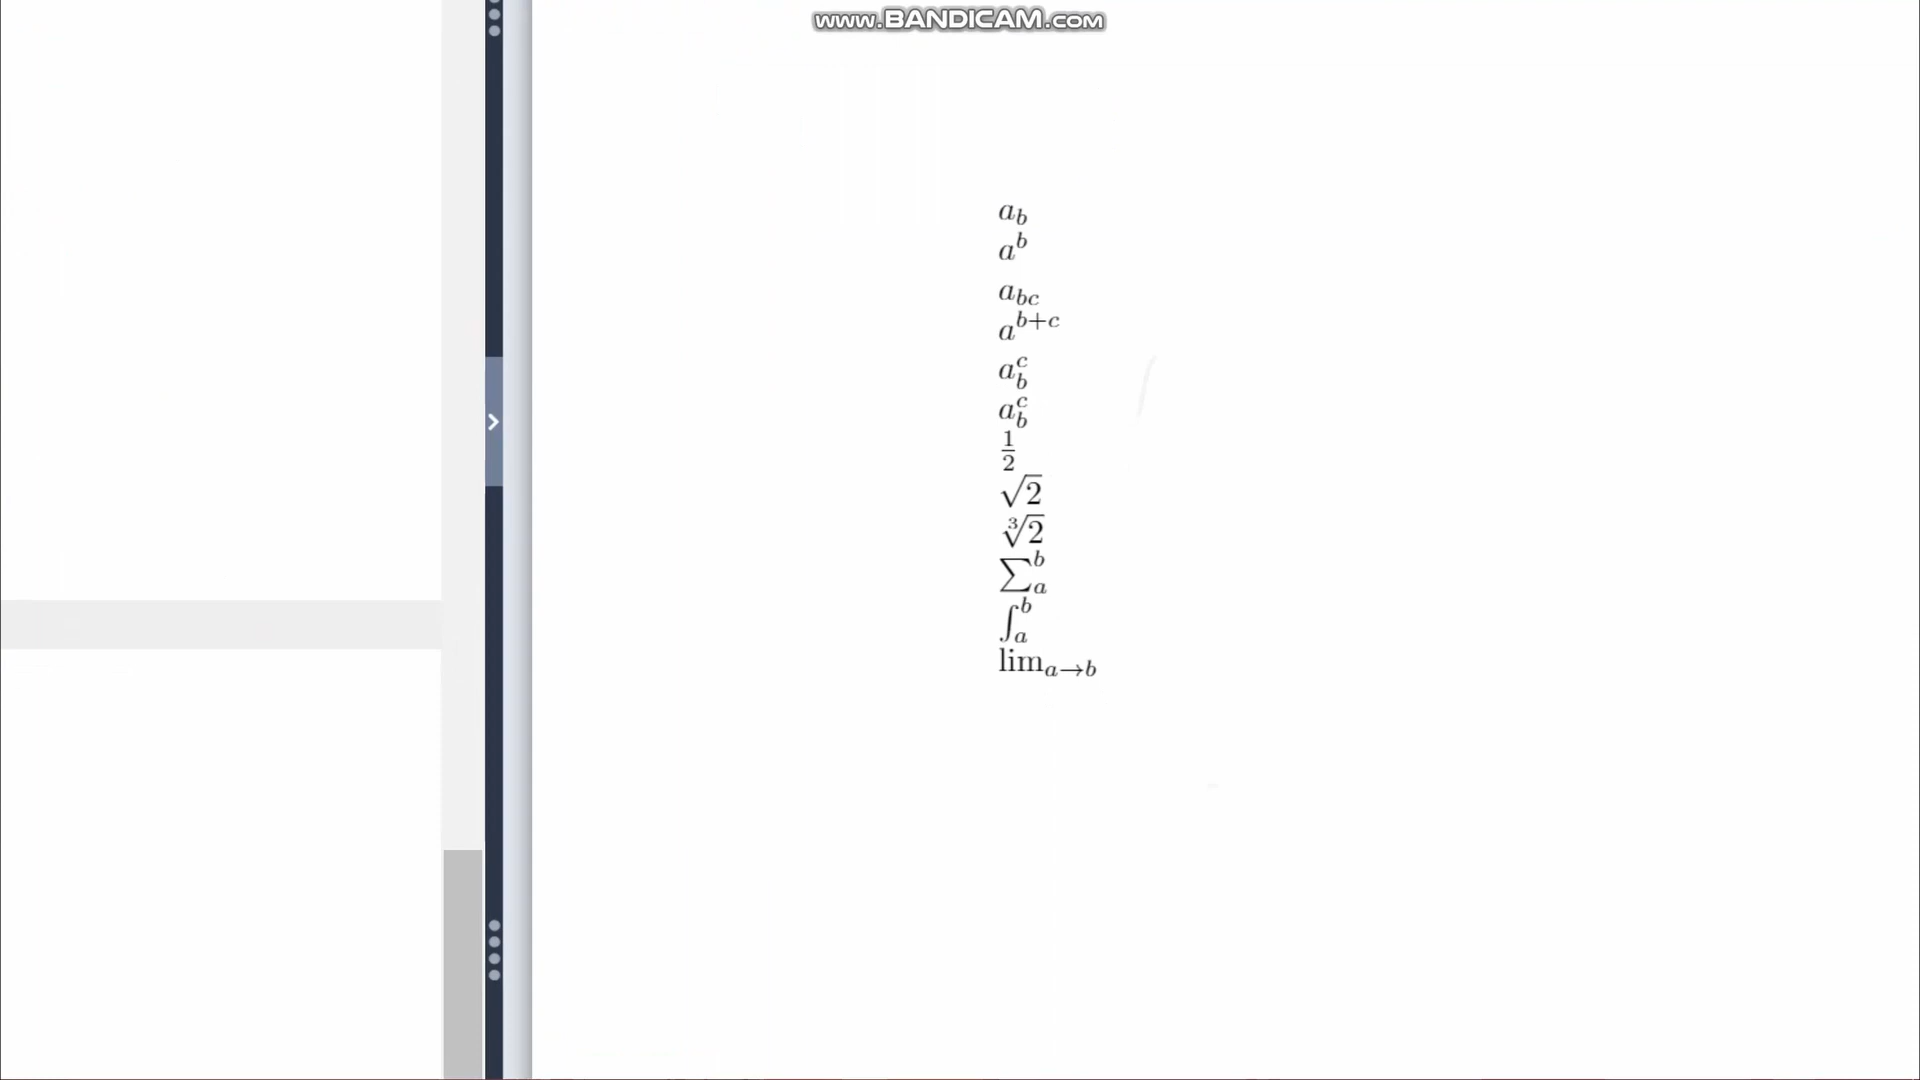 www.BANDICAM.com
a_b
a^b
a_{bc}
a^{b+c}
a_b^c
a_b^c
\frac{1}{2}
\sqrt{2}
\sqrt[3]{2}
\sum_a^b
\int_a^b
\lim_{a \to b}